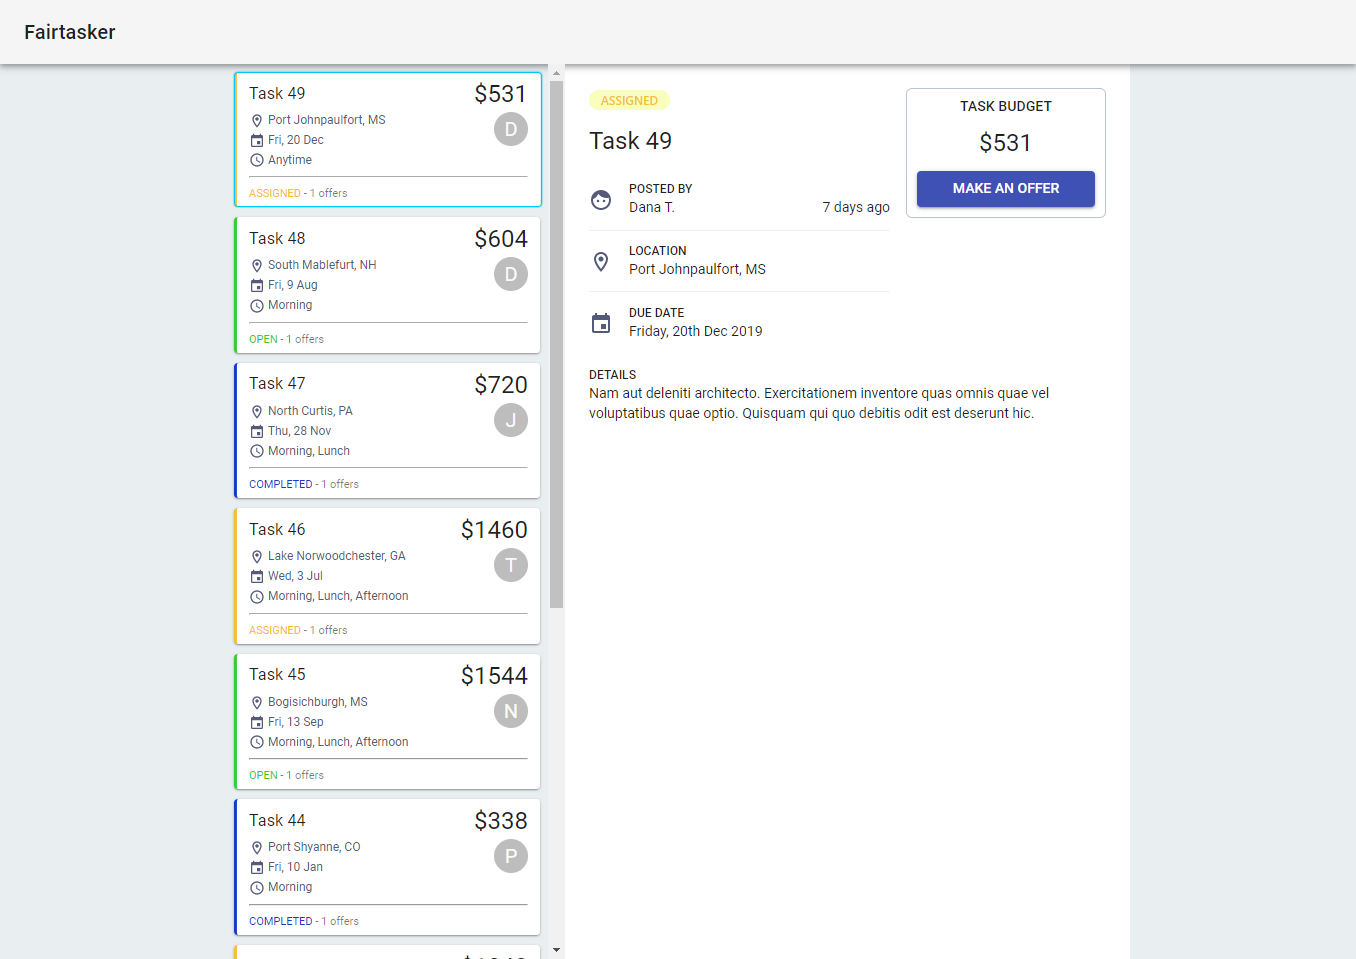 Fairtasker
Task 49
$531
Port Johnpaulfort, MS
D
Fri, 20 Dec
Anytime
ASSIGNED - 1 offers
Task 48
$604
South Mablefurt, NH
D
Fri, 9 Aug
Morning
OPEN - 1 offers
Task 47
$720
North Curtis, PA
J
Thu, 28 Nov
Morning, Lunch
COMPLETED - 1 offers
Task 46
$1460
Lake Norwoodchester, GA
T
Wed, 3 Jul
Morning, Lunch, Afternoon
ASSIGNED - 1 offers
Task 45
$1544
Bogisichburgh, MS
N
Fri, 13 Sep
Morning, Lunch, Afternoon
OPEN - 1 offers
Task 44
$338
Port Shyanne, CO
P
Fri, 10 Jan
Morning
COMPLETED - 1 offers
ASSIGNED
Task 49
POSTED BY
Dana T.
7 days ago
LOCATION
Port Johnpaulfort, MS
DUE DATE
Friday, 20th Dec 2019
DETAILS
Nam aut deleniti architecto. Exercitationem inventore quas omnis quae vel
voluptatibus quae optio. Quisquam qui quo debitis odit est deserunt hic.
TASK BUDGET
$531
MAKE AN OFFER